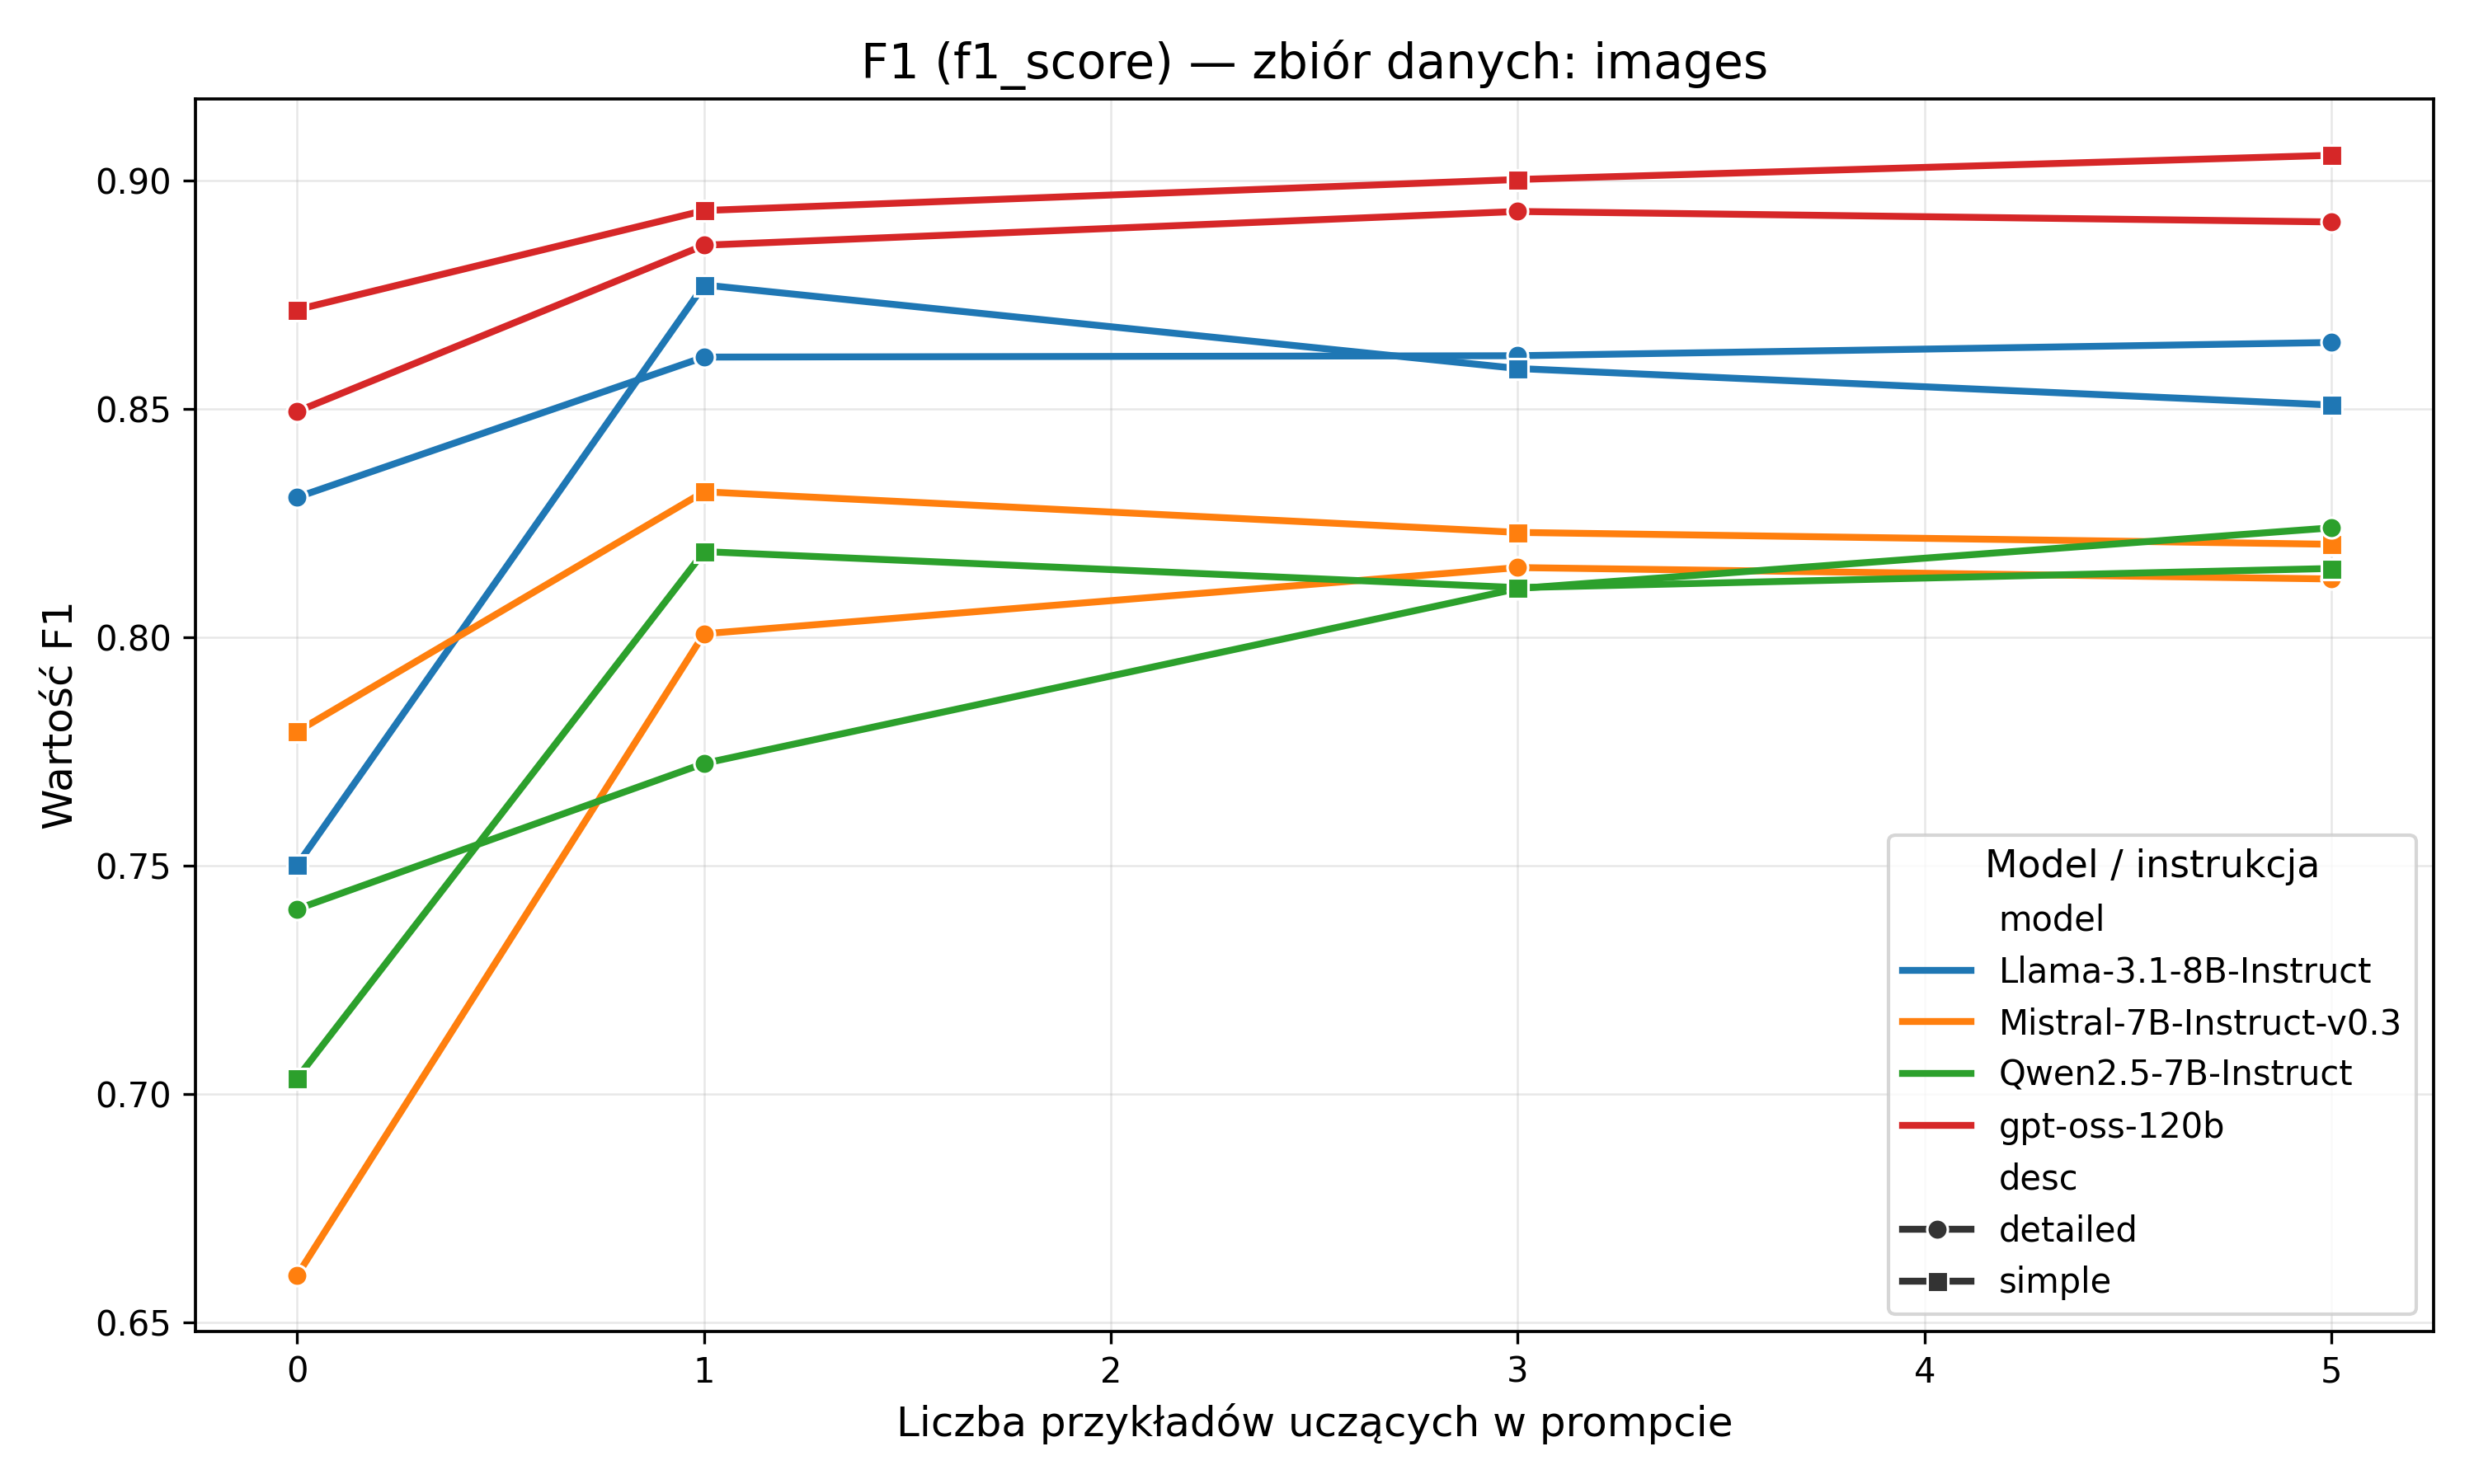 F1 (f1_score) — zbiór danych: images
0.90
0.85
0.80
0.75
0.70
0.65
Wartość F1
0 1 2 3 4 5
Liczba przykładów uczących w prompcie
Model / instrukcja
model
Llama-3.1-8B-Instruct
Mistral-7B-Instruct-v0.3
Qwen2.5-7B-Instruct
gpt-oss-120b
desc
detailed
simple